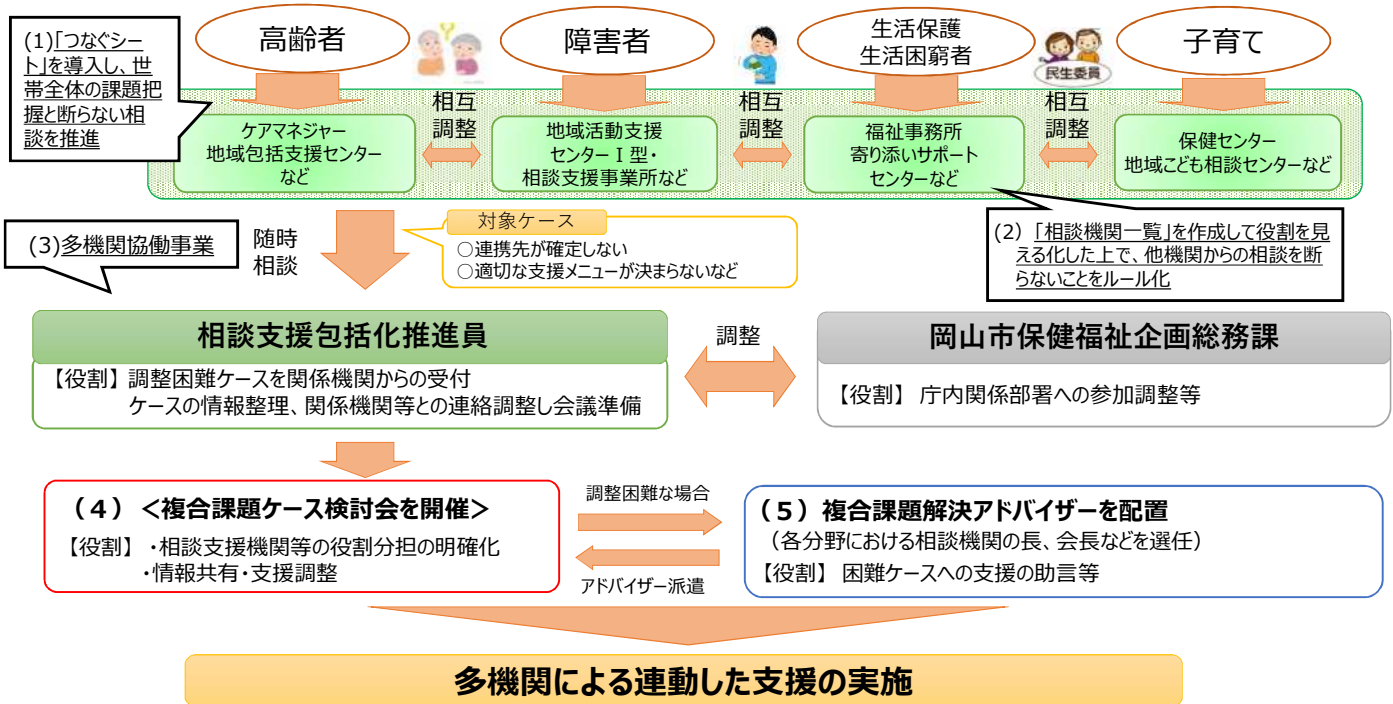 (1)「つなぐシー
ト」を導入し、世
帯全体の課題把
握と断らない相
談を推進
高齢者
障害者
生活保護
生活困窮者
民生委員
子育て
ケアマネジャー
地域包括支援センター
など
相互
調整
地域活動支援
センターⅠ型・
相談支援事業所など
相互
調整
福祉事務所
寄り添いサポート
センターなど
相互
調整
保健センター
地域こども相談センターなど
(2) 「相談機関一覧」を作成して役割を見
える化した上で、他機関からの相談を断
らないことをルール化
(3)多機関協働事業
随時
相談
対象ケース
○連携先が確定しない
○適切な支援メニューが決まらないなど
相談支援包括化推進員
【役割】 調整困難ケースを関係機関からの受付
ケースの情報整理、関係機関等との連絡調整し会議準備
調整
岡山市保健福祉企画総務課
【役割】 庁内関係部署への参加調整等
(4) <複合課題ケース検討会を開催>
【役割】 ・相談支援機関等の役割分担の明確化
・情報共有・支援調整
調整困難な場合
アドバイザー派遣
(5) 複合課題解決アドバイザーを配置
(各分野における相談機関の長、会長などを選任)
【役割】 困難ケースへの支援の助言等
多機関による連動した支援の実施